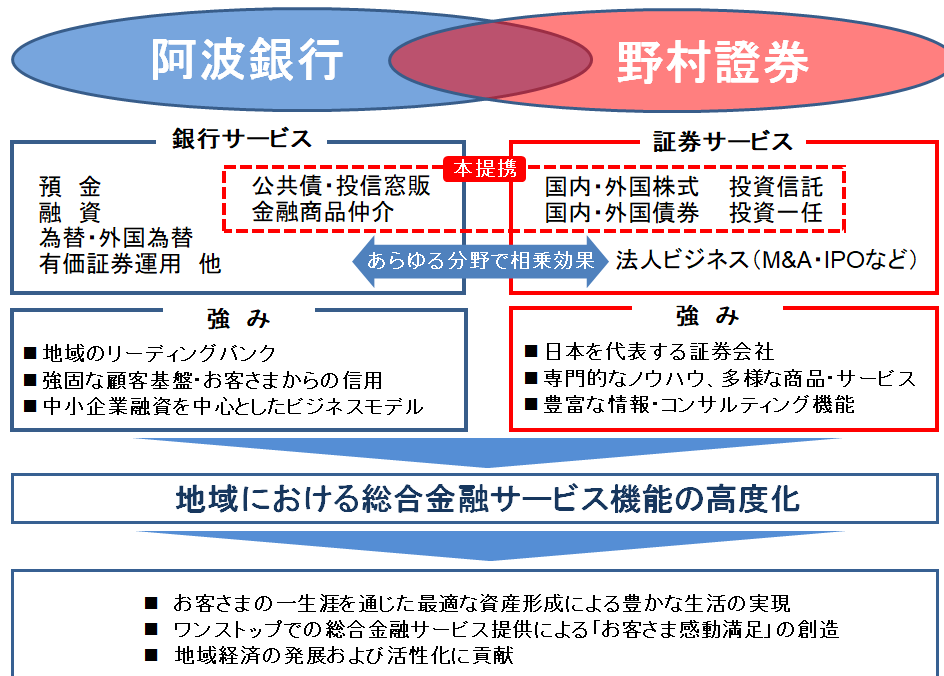 阿波銀行
野村證券
銀行サービス
証券サービス
本提携
預 金
融 資
為替・外国為替
有価証券運用 他
公共債・投信窓販
金融商品仲介
国内・外国株式 投資信託
国内・外国債券 投資一任
あらゆる分野で相乗効果
法人ビジネス(M&A・IPOなど)
強 み
■ 地域のリーディングバンク
■ 強固な顧客基盤・お客さまからの信用
■ 中小企業融資を中心としたビジネスモデル
強 み
■ 日本を代表する証券会社
■ 専門的なノウハウ、多様な商品・サービス
■ 豊富な情報・コンサルティング機能
地域における総合金融サービス機能の高度化
■ お客さまの一生涯を通じた最適な資産形成による豊かな生活の実現
■ ワンストップでの総合金融サービス提供による「お客さま感動満足」の創造
■ 地域経済の発展および活性化に貢献